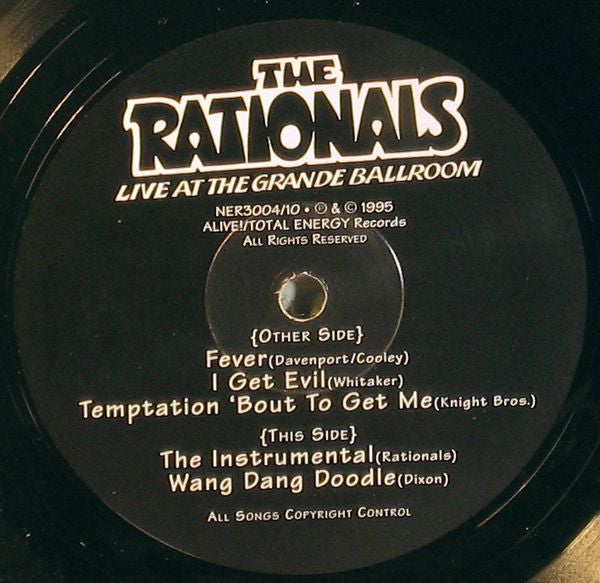 THE
RATIONALS
LIVE AT THE GRANDE BALLROOM
NER3004/10 • ℗ & © 1995
ALIVE!/TOTAL ENERGY Records
All Rights Reserved
{Other Side}
Fever(Davenport/Cooley)
I Get Evil(Whitaker)
Temptation ‘Bout To Get Me(Knight Bros.)
{This Side}
The Instrumental(Rationals)
Wang Dang Doodle(Dixon)
All Songs Copyright Control